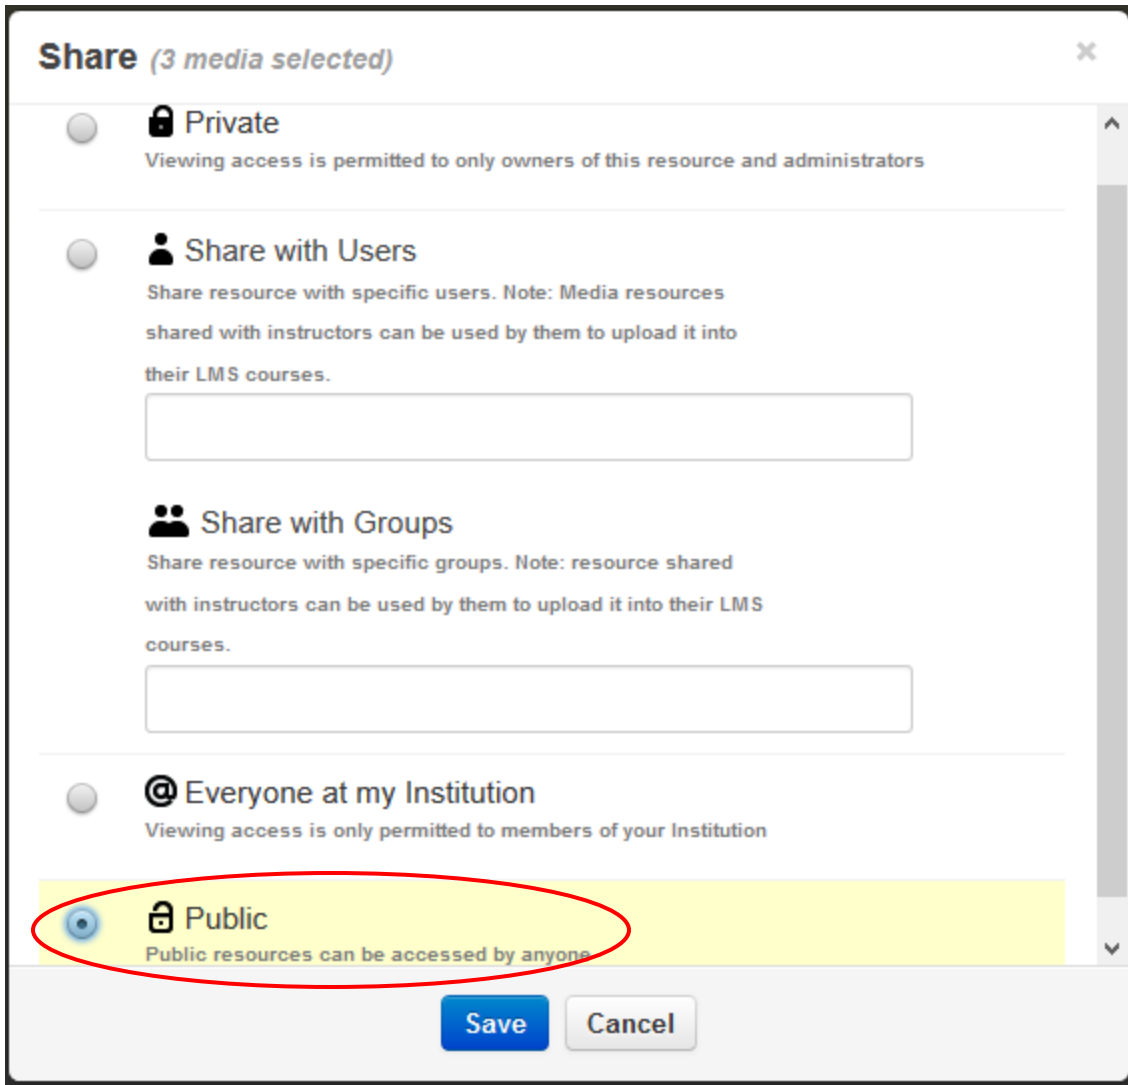 Share (3 media selected)
×
Private
Viewing access is permitted to only owners of this resource and administrators
Share with Users
Share resource with specific users. Note: Media resources
shared with instructors can be used by them to upload it into
their LMS courses.
Share with Groups
Share resource with specific groups. Note: resource shared
with instructors can be used by them to upload it into their LMS
courses.
@ Everyone at my Institution
Viewing access is only permitted to members of your Institution
Public
Public resources can be accessed by anyone
Save Cancel